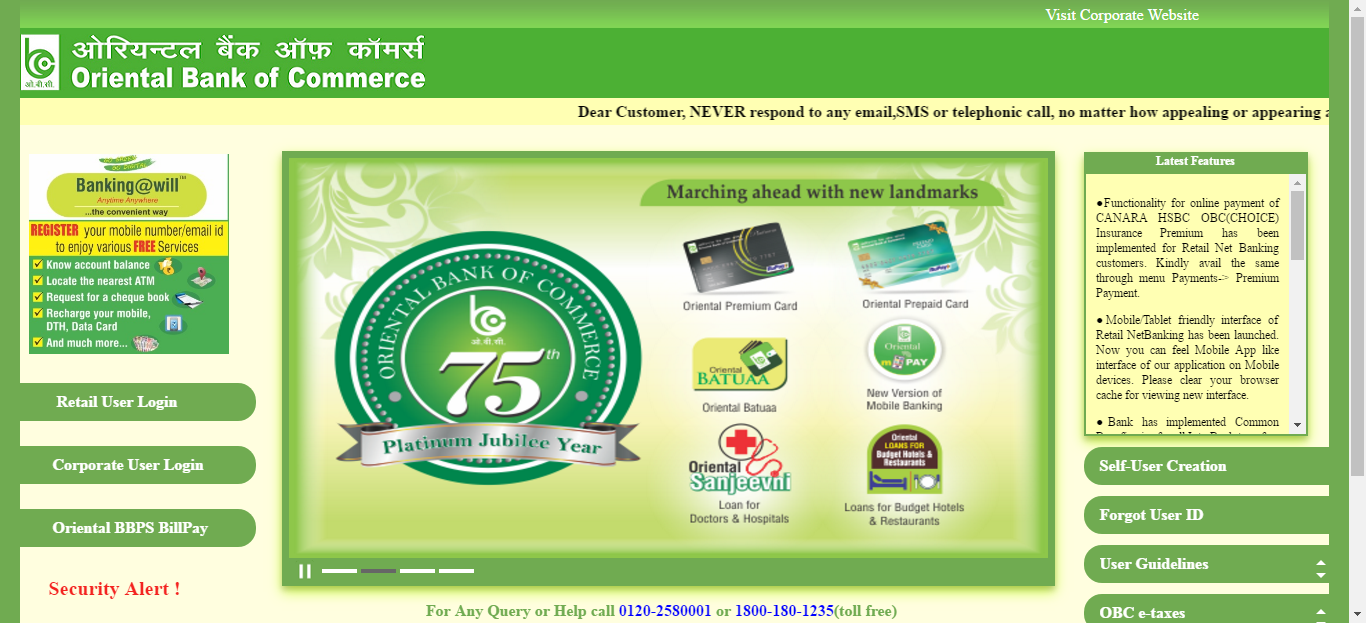 Visit Corporate Website
ओरियन्टल बैंक ऑफ़ कॉमर्स
Oriental Bank of Commerce
ओ.बी.सी.
Dear Customer, NEVER respond to any email,SMS or telephonic call, no matter how appealing or appearing
Banking@will™
Anytime Anywhere
...the convenient way
REGISTER your mobile number/email id
to enjoy various FREE Services
Know account balance
Locate the nearest ATM
Request for a cheque book
Recharge your mobile,
DTH, Data Card
And much more...
Retail User Login
Corporate User Login
Oriental BBPS BillPay
Security Alert !
Marching ahead with new landmarks
ORIENTAL BANK OF COMMERCE
ओ.बी.सी.
75th
Platinum Jubilee Year
Oriental Premium Card
Oriental Prepaid Card
Oriental
BATUAA
Oriental Batuaa
Oriental
mPAY
New Version of
Mobile Banking
Oriental
Sanjeevni
Loan for
Doctors & Hospitals
Oriental
LOANS FOR
Budget Hotels &
Restaurants
Loans for Budget Hotels
& Restaurants
For Any Query or Help call 0120-2580001 or 1800-180-1235(toll free)
Latest Features
●Functionality for online payment of
CANARA HSBC OBC(CHOICE)
Insurance Premium has been
implemented for Retail Net Banking
customers. Kindly avail the same
through menu Payments-> Premium
Payment.
●Mobile/Tablet friendly interface of
Retail NetBanking has been launched.
Now you can feel Mobile App like
interface of our application on Mobile
devices. Please clear your browser
cache for viewing new interface.
●Bank has implemented Common
Self-User Creation
Forgot User ID
User Guidelines
OBC e-taxes